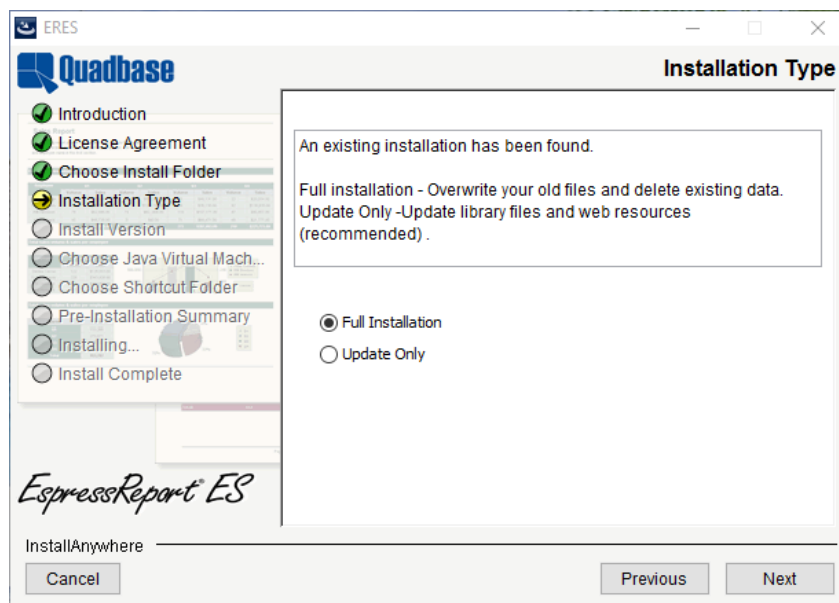 ERES
Quadbase
Installation Type
Introduction
License Agreement
Choose Install Folder
Installation Type
Install Version
Choose Java Virtual Mach...
Choose Shortcut Folder
Pre-Installation Summary
Installing...
Install Complete
An existing installation has been found.
Full installation - Overwrite your old files and delete existing data.
Update Only -Update library files and web resources
(recommended) .
Full Installation
Update Only
EspressReport® ES
InstallAnywhere
Cancel
Previous
Next